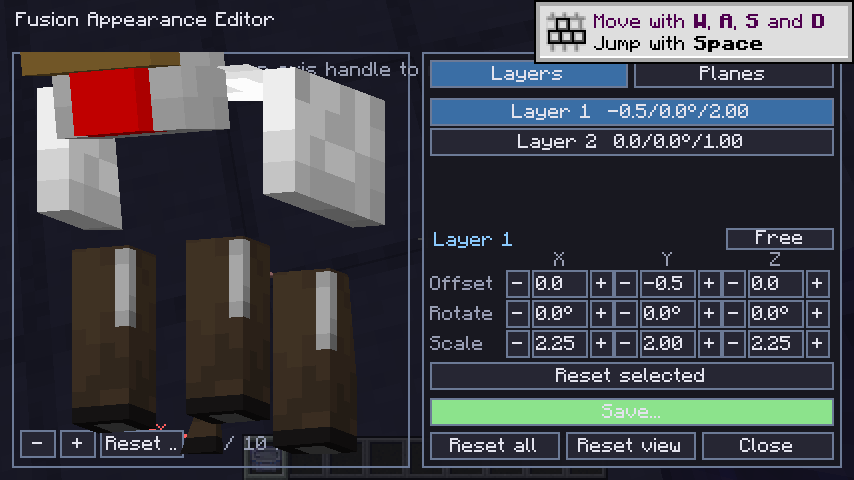 Fusion Appearance Editor
Move with W, A, S and D
Jump with Space
axis handle to
Layers
Planes
Layer 1 -0.5/0.0°/2.00
Layer 2 0.0/0.0°/1.00
Layer 1
Free
X Y Z
Offset - 0.0 + - -0.5 + - 0.0 +
Rotate - 0.0° + - 0.0° + - 0.0° +
Scale - 2.25 + - 2.00 + - 2.25 +
Reset selected
Save...
- + Reset .. / 10
Reset all
Reset view
Close